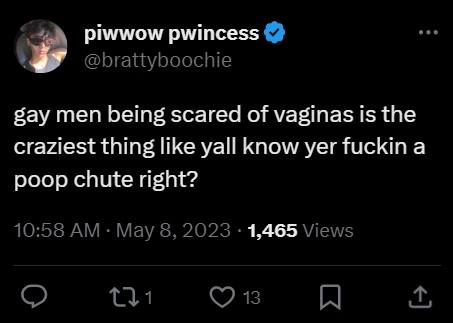 piwwow pwincess
@brattyboochie
gay men being scared of vaginas is the
craziest thing like yall know yer fuckin a
poop chute right?
10:58 AM · May 8, 2023 · 1,465 Views
1
13